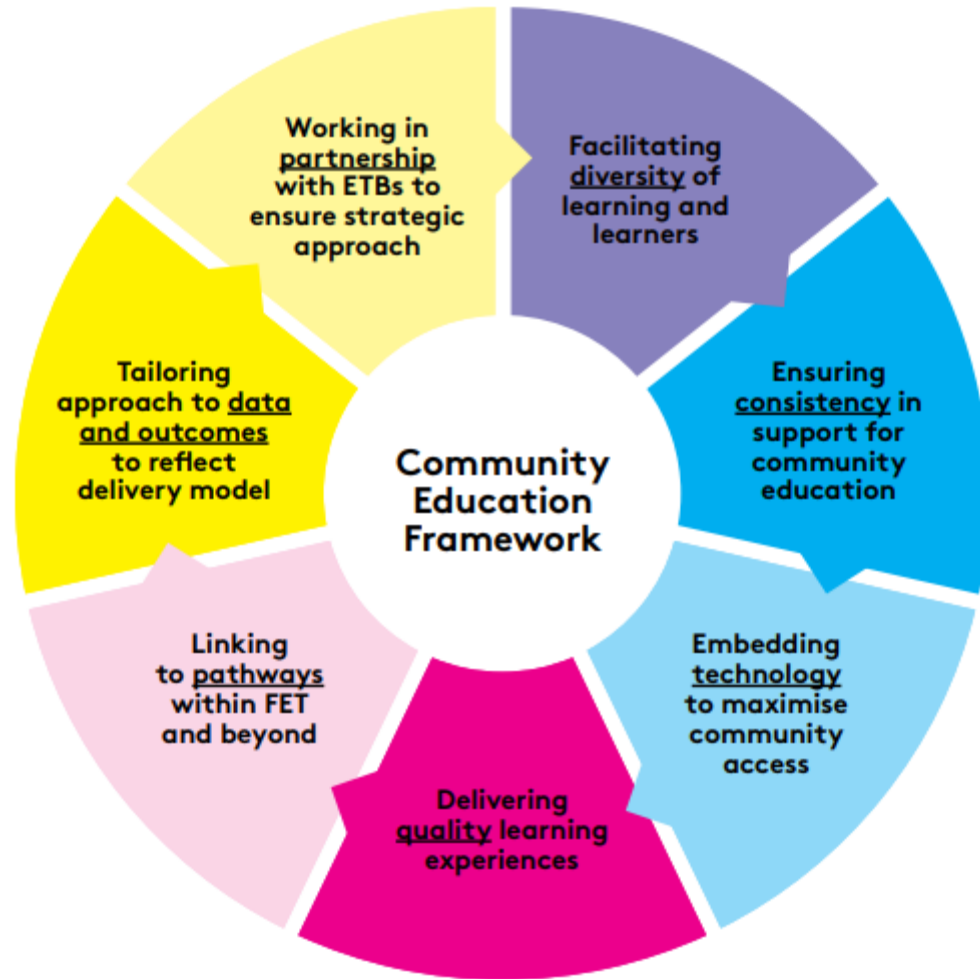 Working in
partnership
with ETBs to
ensure strategic
approach
Facilitating
diversity of
learning and
learners
Ensuring
consistency in
support for
community
education
Embedding
technology
to maximise
community
access
Delivering
quality learning
experiences
Linking
to pathways
within FET
and beyond
Tailoring
approach to data
and outcomes
to reflect
delivery model
Community
Education
Framework